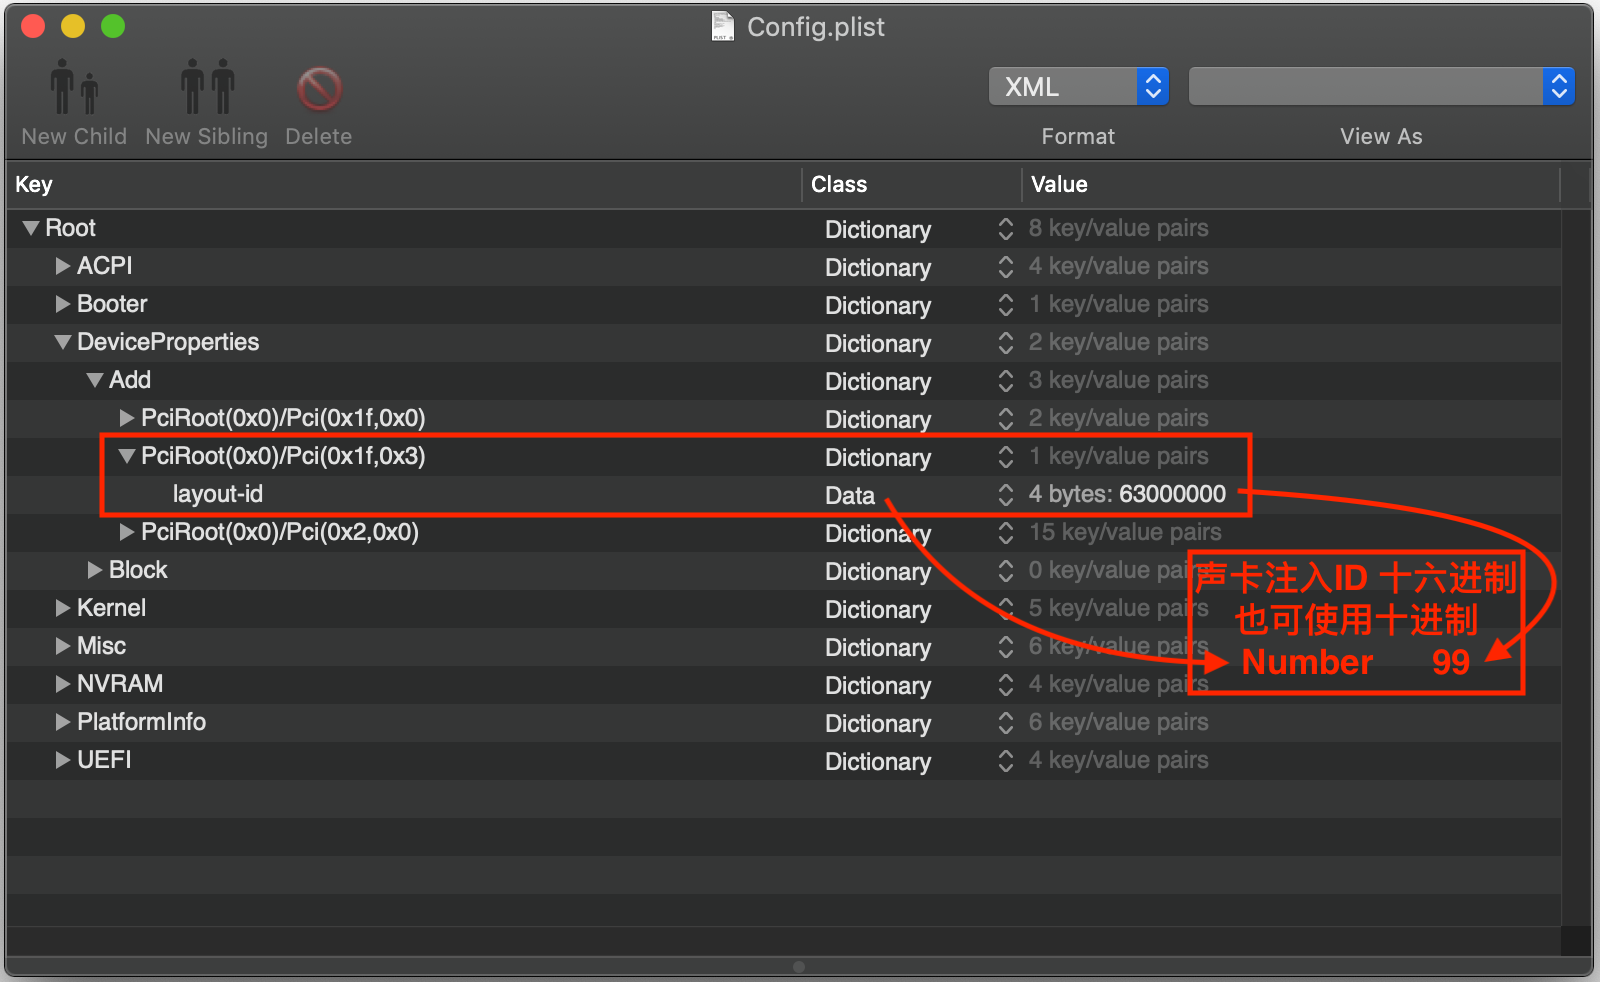 Config.plist
New Child New Sibling Delete
XML
Format View As
Key Class Value
Root Dictionary 8 key/value pairs
ACPI Dictionary 4 key/value pairs
Booter Dictionary 1 key/value pairs
DeviceProperties Dictionary 2 key/value pairs
Add Dictionary 3 key/value pairs
PciRoot(0x0)/Pci(0x1f,0x0) Dictionary 2 key/value pairs
PciRoot(0x0)/Pci(0x1f,0x3) Dictionary 1 key/value pairs
layout-id Data 4 bytes: 63000000
PciRoot(0x0)/Pci(0x2,0x0) Dictionary 15 key/value pairs
Block Dictionary 0 key/value pairs
声卡注入ID 十六进制
Kernel Dictionary 5 key/value pairs
也可使用十进制
Misc Dictionary 6 key/value pairs
Number 99
NVRAM Dictionary 4 key/value pairs
PlatformInfo Dictionary 6 key/value pairs
UEFI Dictionary 4 key/value pairs